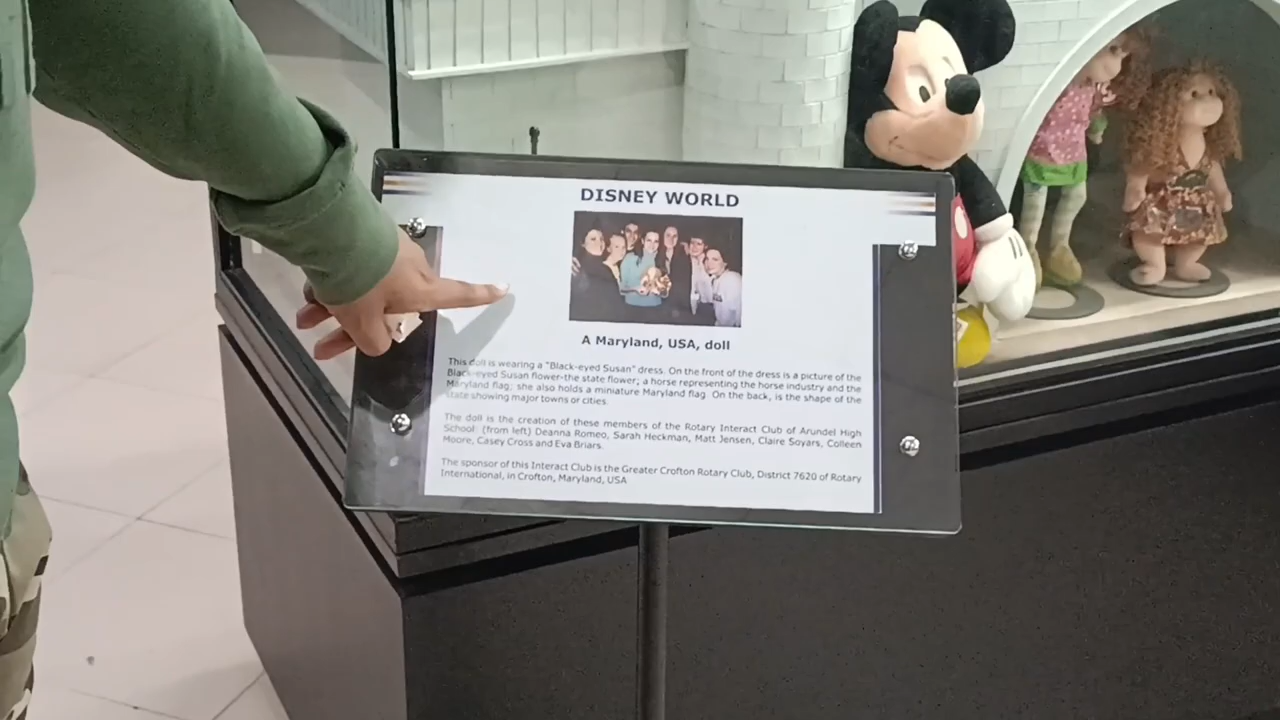 DISNEY WORLD
A Maryland, USA, doll
This doll is wearing a "Black-eyed Susan" dress. On the front of the dress is a picture of the
Black-eyed Susan flower-the state flower; a horse representing the horse industry and the
Maryland flag; she also holds a miniature Maryland flag. On the back, is the shape of the
state showing major towns or cities.
The doll is the creation of these members of the Rotary Interact Club of Arundel High
School: (from left) Deanna Romeo, Sarah Heckman, Matt Jensen, Claire Soyars, Colleen
Moore, Casey Cross and Eva Briars.
The sponsor of this Interact Club is the Greater Crofton Rotary Club, District 7620 of Rotary
International, in Crofton, Maryland, USA